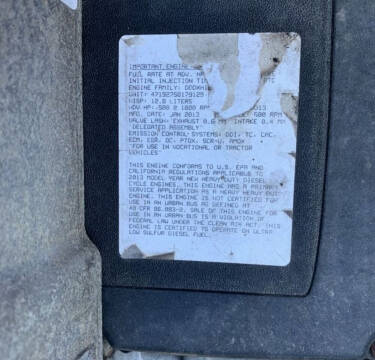 IMPORTANT ENGINE
FUEL RATE AT ADV. HP
INITIAL INJECTION TI
ENGINE FAMILY:
UNIT: 47192750179129
DISP: 12.8 LITERS
ADV HP: 500 @ 1800 RPM 2013
MFG. DATE: JAN 2013 600 RPM
VALVE LASH: EXHAUST 0.6 MM INTAKE 0.4 MM
"DELEGATED ASSEMBLY"
EMISSION CONTROL SYSTEMS: DDI, TC, CAC,
ECM, EGR, OC, PTOX, SCR-U, AMOX
"FOR USE IN VOCATIONAL OR TRACTOR
VEHICLES"
THIS ENGINE CONFORMS TO U.S. EPA AND
CALIFORNIA REGULATIONS APPLICABLE TO
2013 MODEL YEAR NEW HEAVY DUTY DIESEL
CYCLE ENGINES. THIS ENGINE HAS A PRIMARY
SERVICE APPLICATION AS A HEAVY HEAVY-DUTY
ENGINE. THIS ENGINE IS NOT CERTIFIED FOR
USE IN AN URBAN BUS AS DEFINED AT
40 CFR 86.093-2. SALE OF THIS ENGINE FOR
USE IN AN URBAN BUS IS A VIOLATION OF
FEDERAL LAW UNDER THE CLEAN AIR ACT. THIS
ENGINE IS CERTIFIED TO OPERATE ON ULTRA
LOW SULFUR DIESEL FUEL.